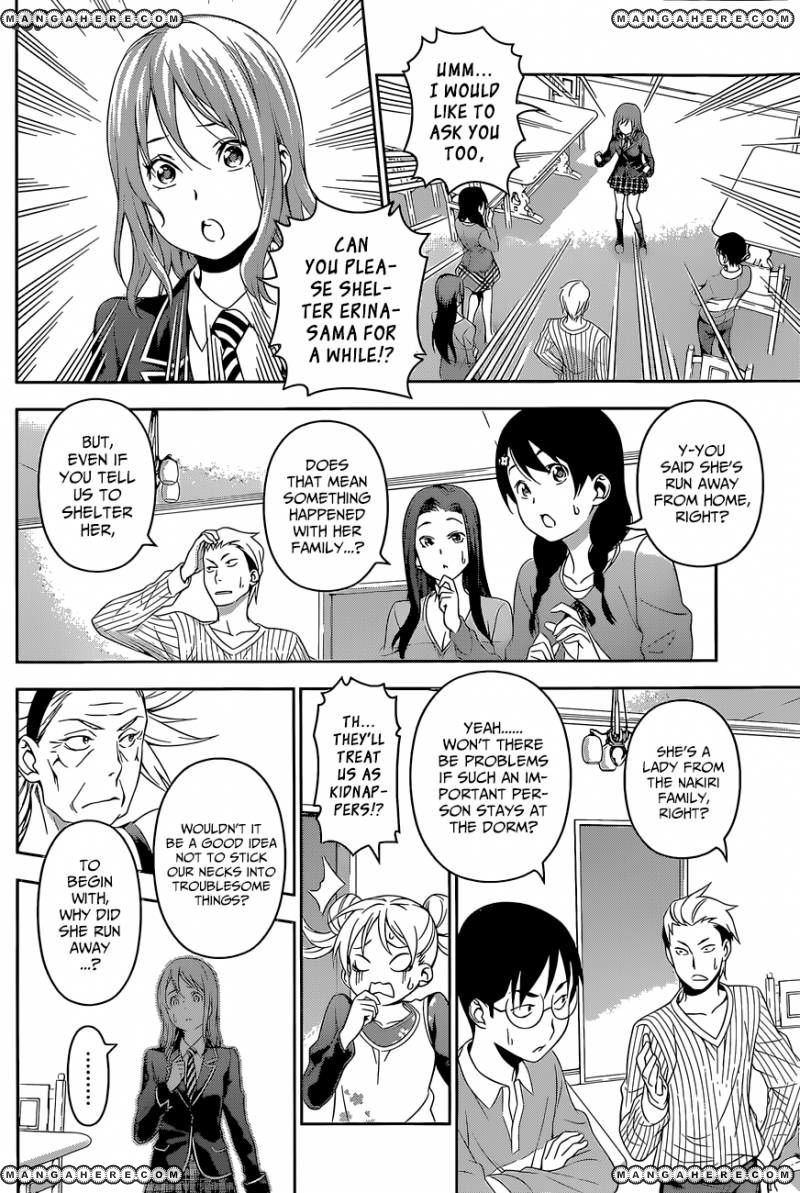 MANGAHERE.COM
MANGAHERE.COM
UMM...
I WOULD
LIKE TO
ASK YOU
TOO,
CAN
YOU PLEA-
SE SHEL-
TER ERINA-
SAMA FOR
A WHILE!?
Y-YOU
SAID SHE'S
RUN AWAY
FROM HOME,
RIGHT?
DOES
THAT MEAN
SOMETHING
HAPPENED
WITH HER
FAMILY...?
BUT,
EVEN IF
YOU TELL
US TO
SHELTER
HER,
SHE'S A
LADY FROM
THE NAKIRI
FAMILY,
RIGHT?
YEAH......
WON'T THERE
BE PROBLEMS
IF SUCH AN IM-
PORTANT PER-
SON STAYS AT
THE DORM?
TH...
THEY'LL
TREAT
US AS
KIDNAP-
PERS!?
WOULDN'T IT
BE A GOOD IDEA
NOT TO STICK
OUR NECKS INTO
TROUBLESOME
THINGS?
TO
BEGIN
WITH,
WHY DID
SHE RUN
AWAY
...?
........
MANGAHERE.COM
MANGAHERE.COM